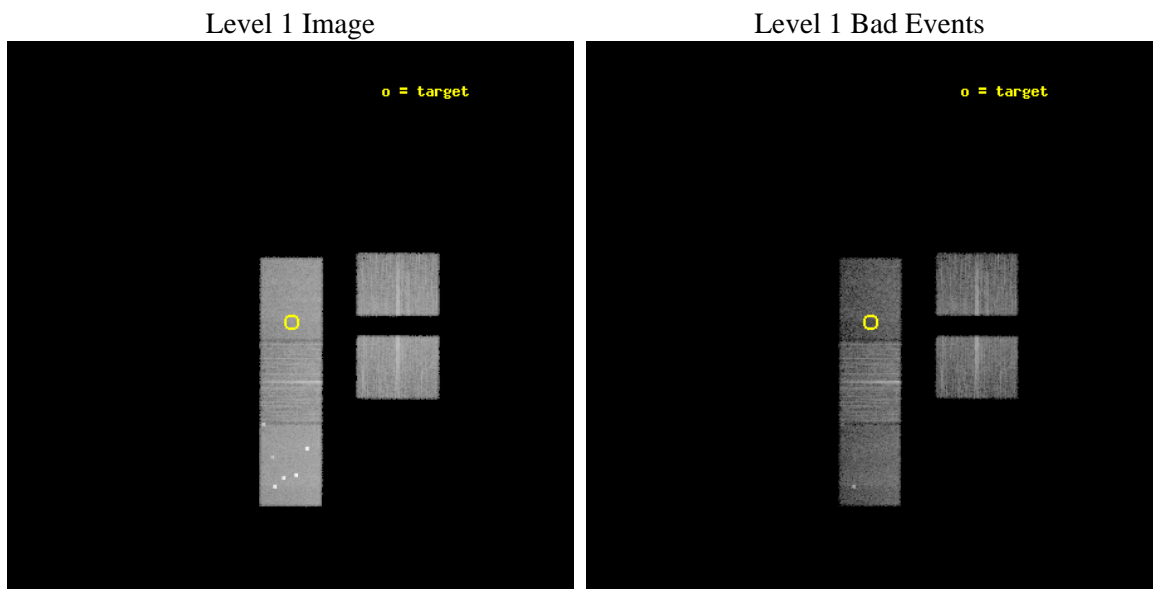 Level 1 Image
Level 1 Bad Events
o = target
o = target